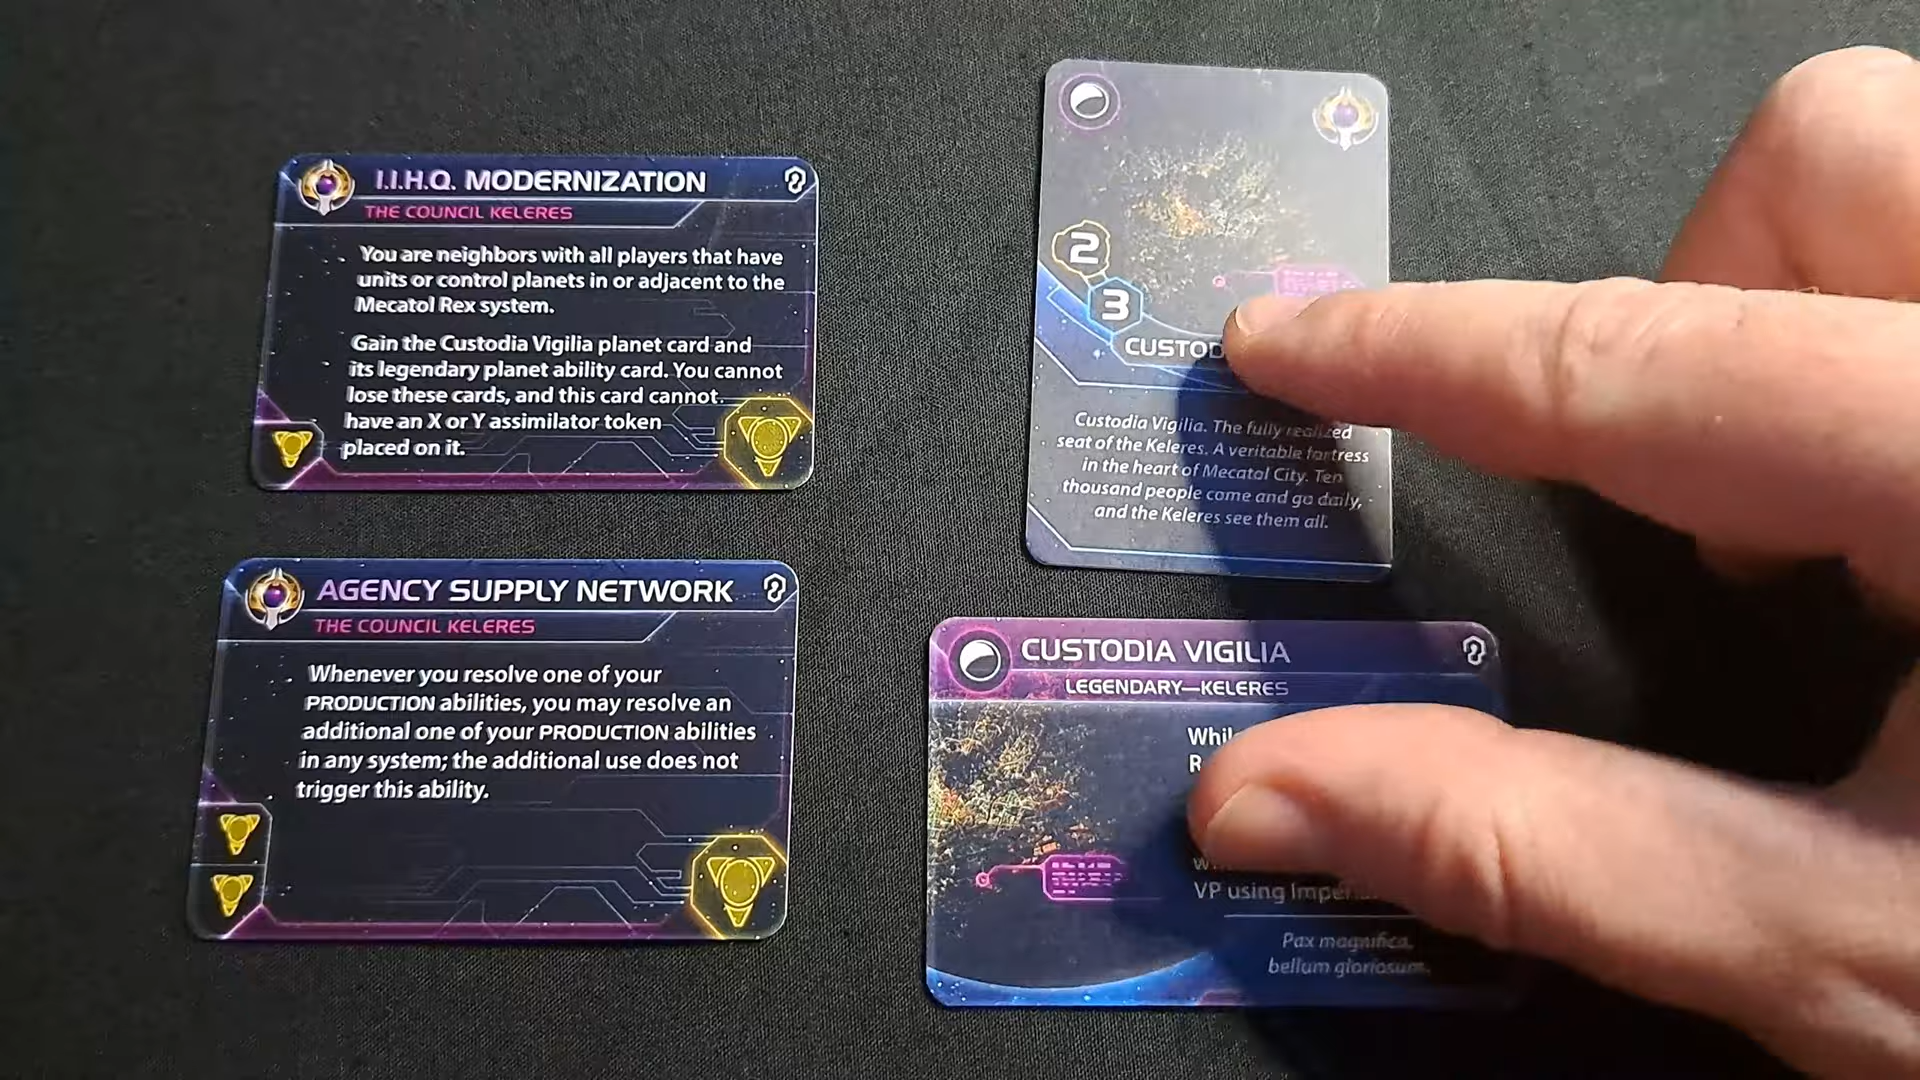 I.I.H.Q. MODERNIZATION
THE COUNCIL KELERES
You are neighbors with all players that have
units or control planets in or adjacent to the
Mecatol Rex system.
Gain the Custodia Vigilia planet card and
its legendary planet ability card. You cannot
lose these cards, and this card cannot
have an X or Y assimilator token
placed on it.
AGENCY SUPPLY NETWORK
THE COUNCIL KELERES
Whenever you resolve one of your
PRODUCTION abilities, you may resolve an
additional one of your PRODUCTION abilities
in any system; the additional use does not
trigger this ability.
2
3
Custodia Vigilia. The fully realized
seat of the Keleres. A veritable fortress
in the heart of Mecatol City. Ten
thousand people come and go daily,
and the Keleres see them all.
CUSTODIA VIGILIA
LEGENDARY—KELERES
VP using
Pax magnifica,
bellum gloriosum.